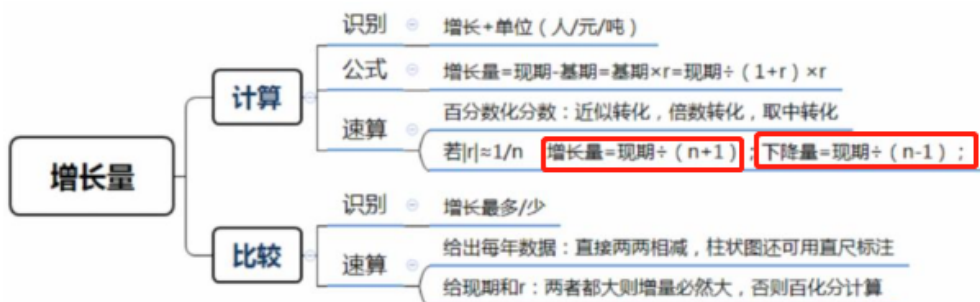 增长量
计算
识别
增长+单位（人/元/吨）
公式
增长量=现期-基期=基期×r=现期÷（1+r）×r
速算
百分数化分数：近似转化，倍数转化，取中转化
若|r|≈1/n 增长量=现期÷（n+1）；下降量=现期÷（n-1）；
比较
识别
增长最多/少
速算
给出每年数据：直接两两相减，柱状图还可用直尺标注
给现期和r：两者都大则增量必然大，否则百化分计算